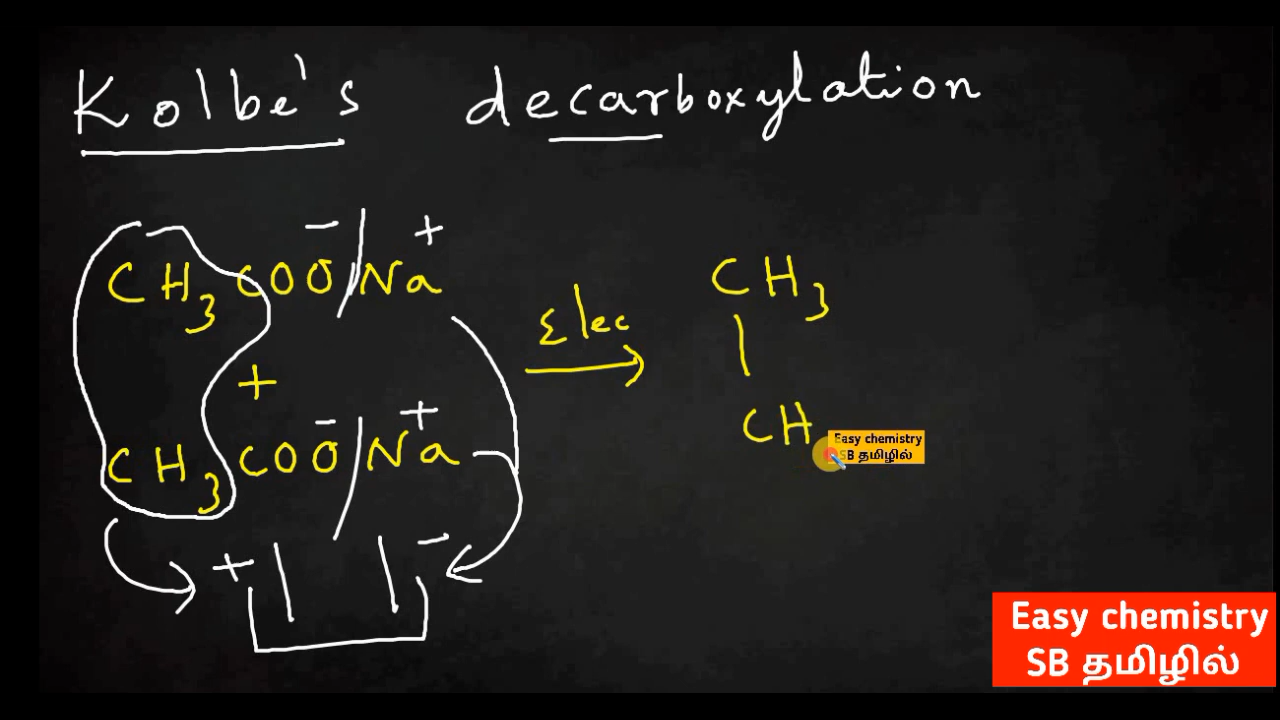 Kolbe's decarboxylation
CH3COO⁻/Na⁺
+
CH3COO⁻/Na⁺
+ −
Elec
CH3
|
CH
Easy chemistry
SB தமிழில்
Easy chemistry
SB தமிழில்